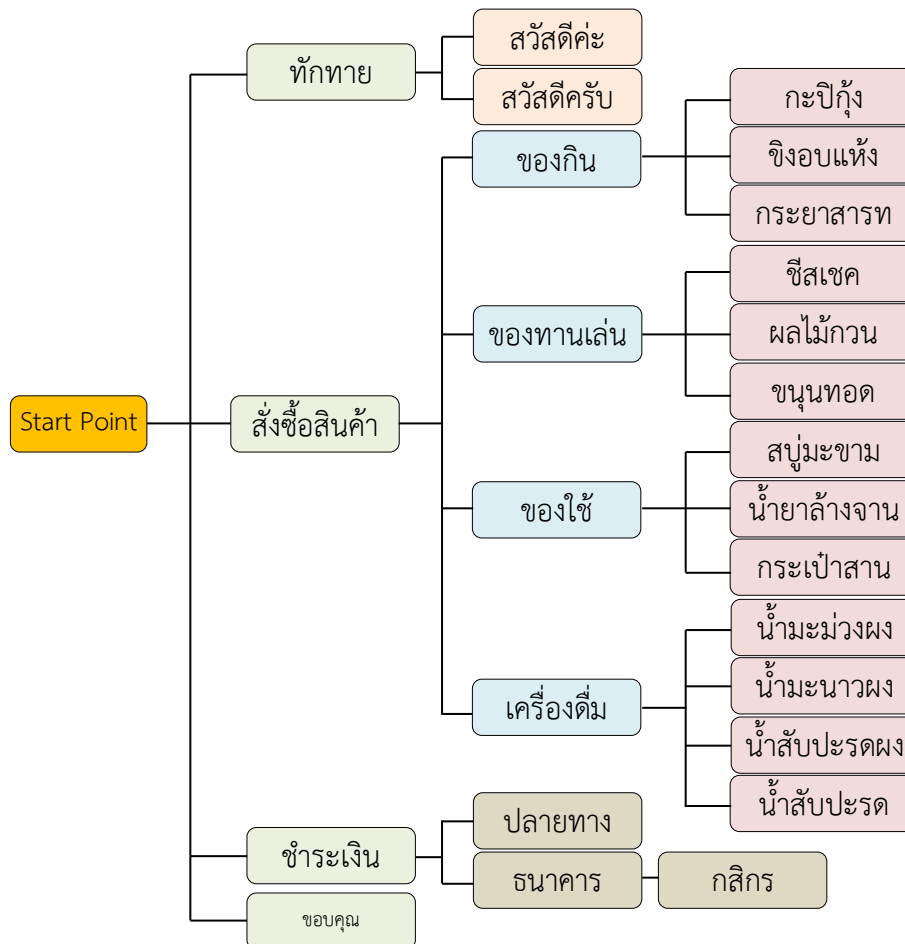 สวัสดีค่ะ
ทักทาย
สวัสดีครับ
กะปิกุ้ง
ของกิน
ขิงอบแห้ง
กระยาสารท
ชีสเชค
ของทานเล่น
ผลไม้กวน
ขนุนทอด
Start Point
สั่งซื้อสินค้า
สบู่มะขาม
ของใช้
น้ำยาล้างจาน
กระเป๋าสาน
น้ำมะม่วงผง
เครื่องดื่ม
น้ำมะนาวผง
น้ำสับปะรดผง
น้ำสับปะรด
ปลายทาง
ชำระเงิน
ธนาคาร
กสิกร
ขอบคุณ